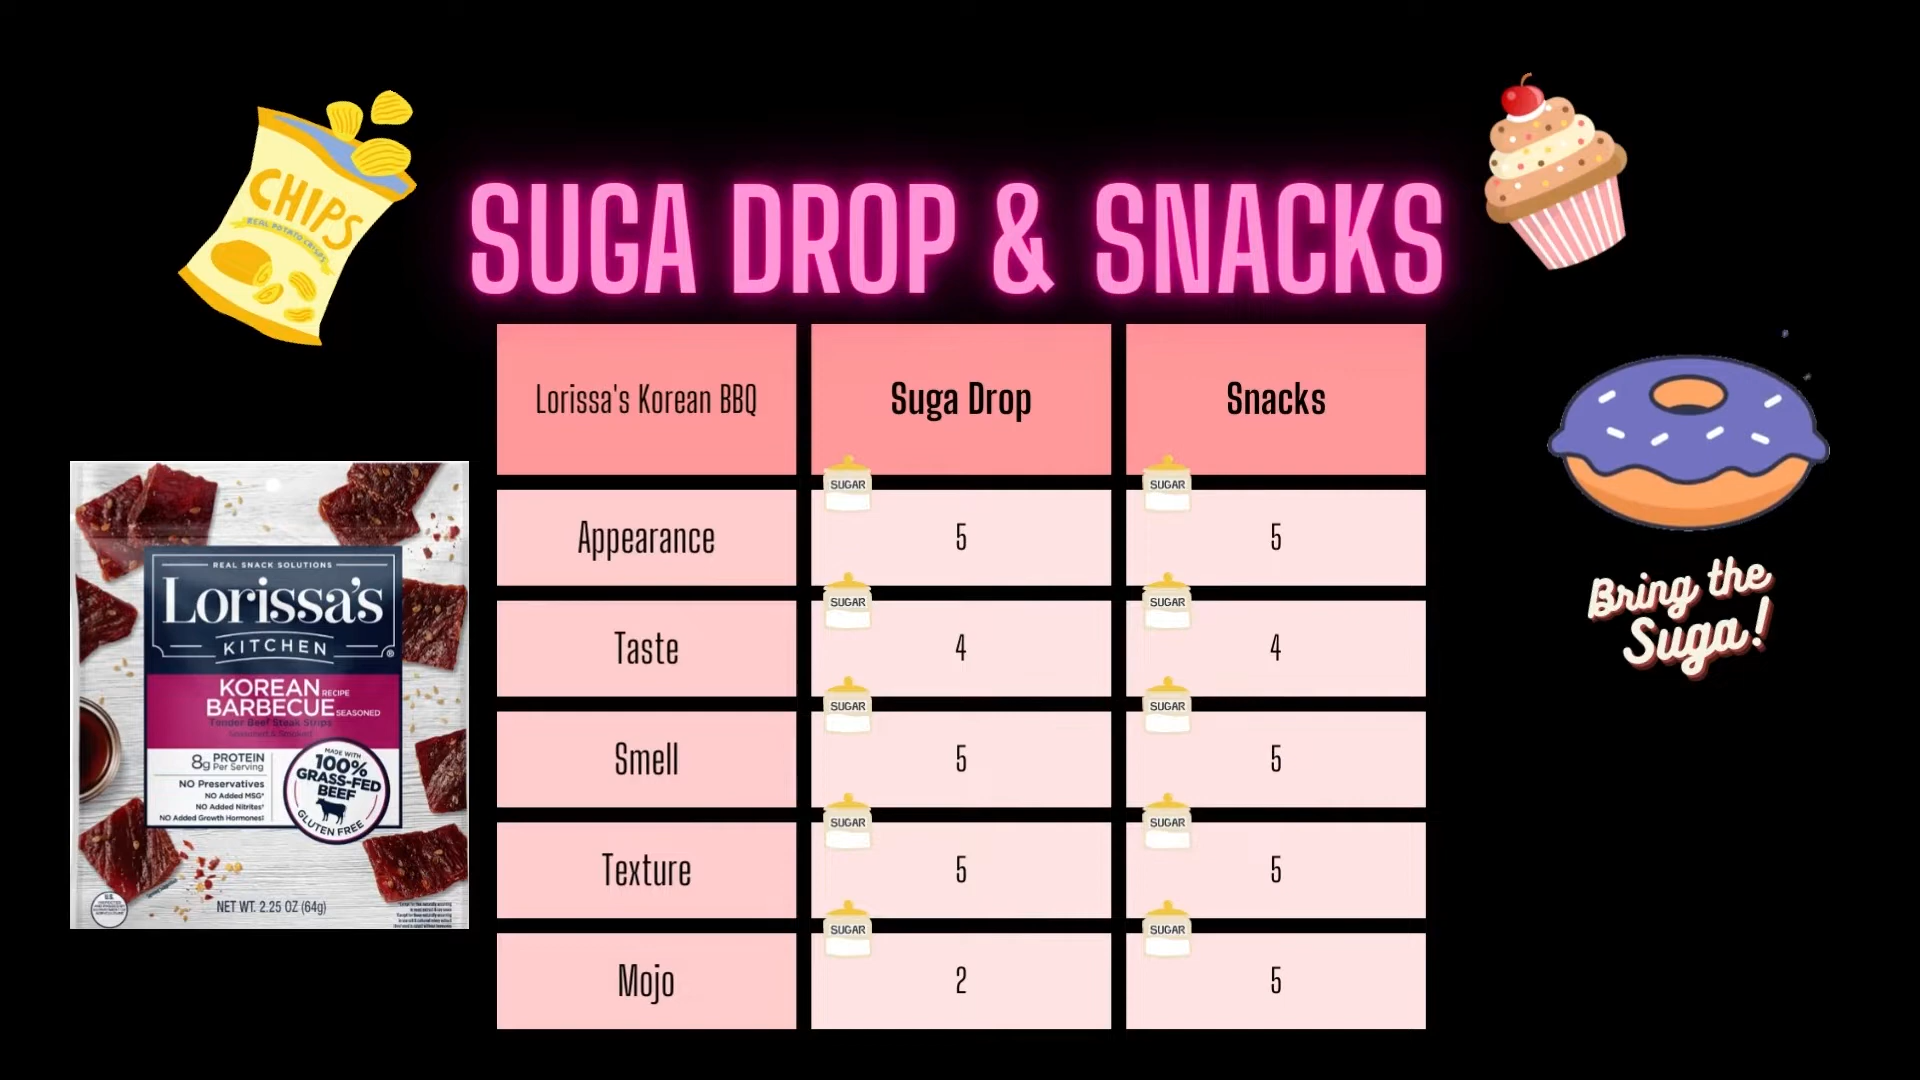 CHIPS
REAL POTATO CRISPS
SUGA DROP & SNACKS
Lorissa's Korean BBQ Suga Drop Snacks
SUGAR SUGAR
Appearance 5 5
SUGAR SUGAR
Taste 4 4
SUGAR SUGAR
Smell 5 5
SUGAR SUGAR
Texture 5 5
SUGAR SUGAR
Mojo 2 5
REAL SNACK SOLUTIONS
Lorissa's
KITCHEN®
KOREAN RECIPE
BARBECUE SEASONED
Tender Beef Steak Strips
Seasoned & Smoked
8g PROTEIN
Per Serving
NO Preservatives
NO Added MSG*
NO Added Nitrites†
NO Added Growth Hormones‡
MADE WITH
100%
GRASS-FED
BEEF
GLUTEN FREE
NET WT. 2.25 OZ (64g)
Bring the
Suga!